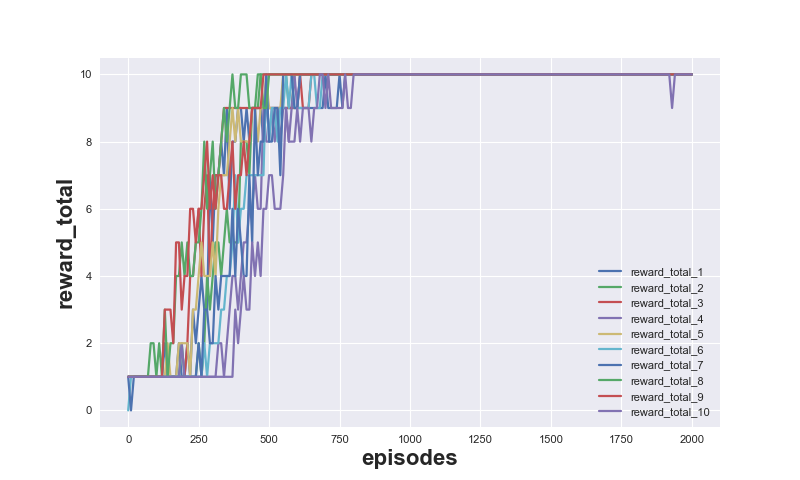 reward_total
10
8
6
4
2
0
reward_total_1
reward_total_2
reward_total_3
reward_total_4
reward_total_5
reward_total_6
reward_total_7
reward_total_8
reward_total_9
reward_total_10
0 250 500 750 1000 1250 1500 1750 2000
episodes